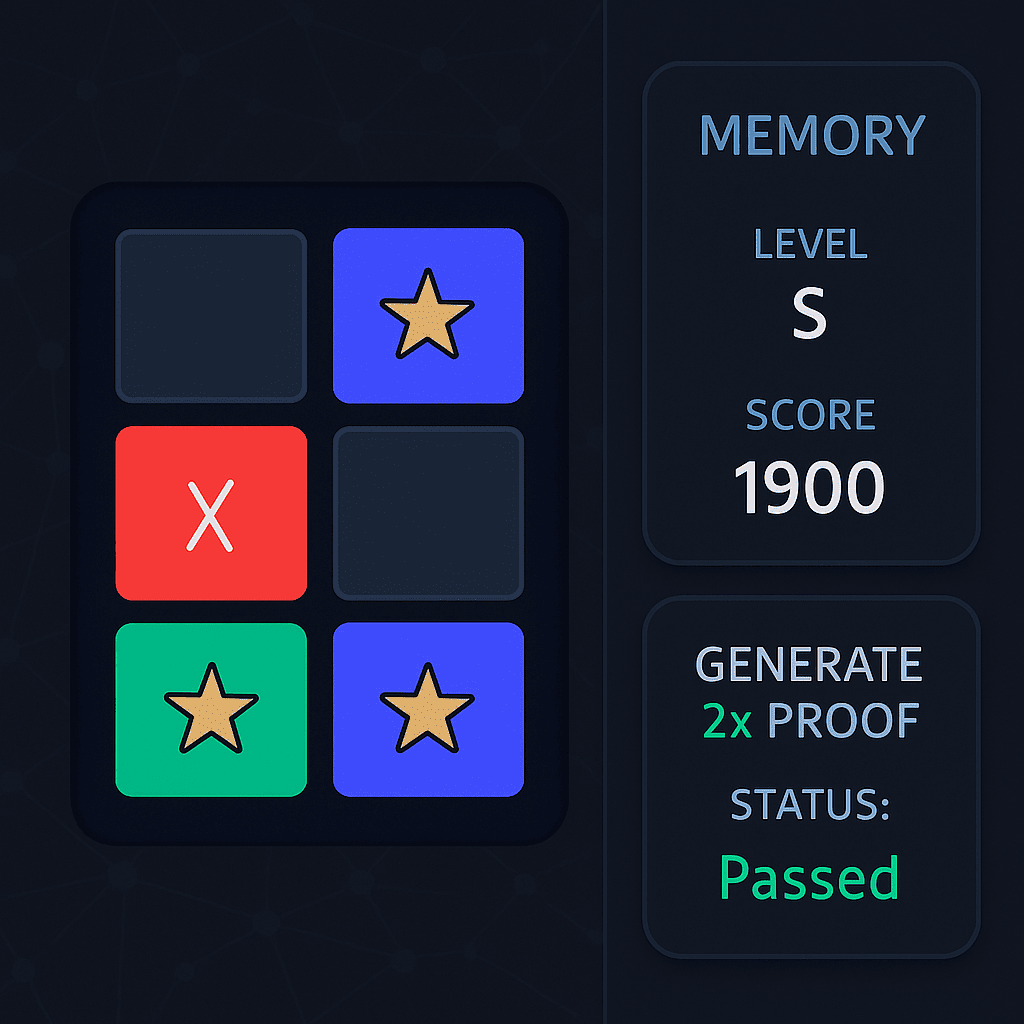 X
MEMORY
LEVEL
S
SCORE
1900
GENERATE
2x PROOF
STATUS:
Passed